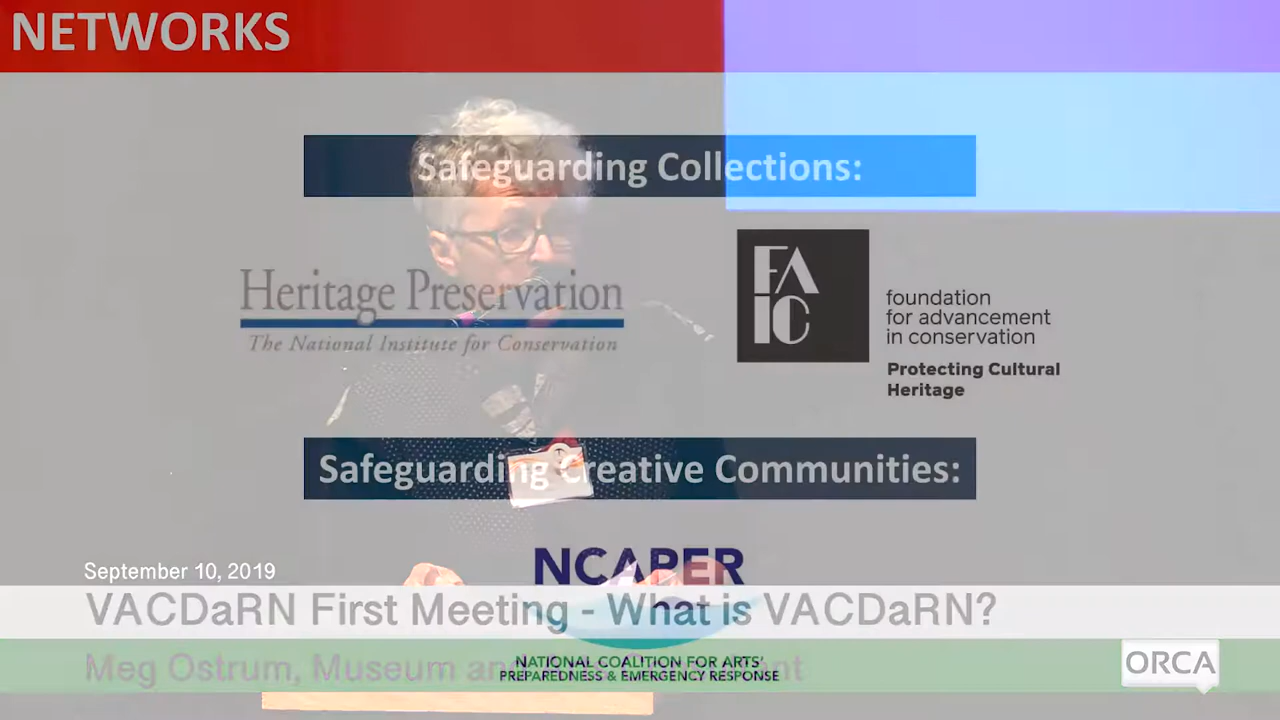 NETWORKS
Safeguarding Collections:
Heritage Preservation
The National Institute for Conservation
FA
IC
foundation
for advancement
in conservation
Protecting Cultural
Heritage
Safeguarding Creative Communities:
NCAPER
September 10, 2019
VACDaRN First Meeting - What is VACDaRN?
Meg Ostrum, Museum and
NATIONAL COALITION FOR ARTS'
PREPAREDNESS & EMERGENCY RESPONSE
ORCA